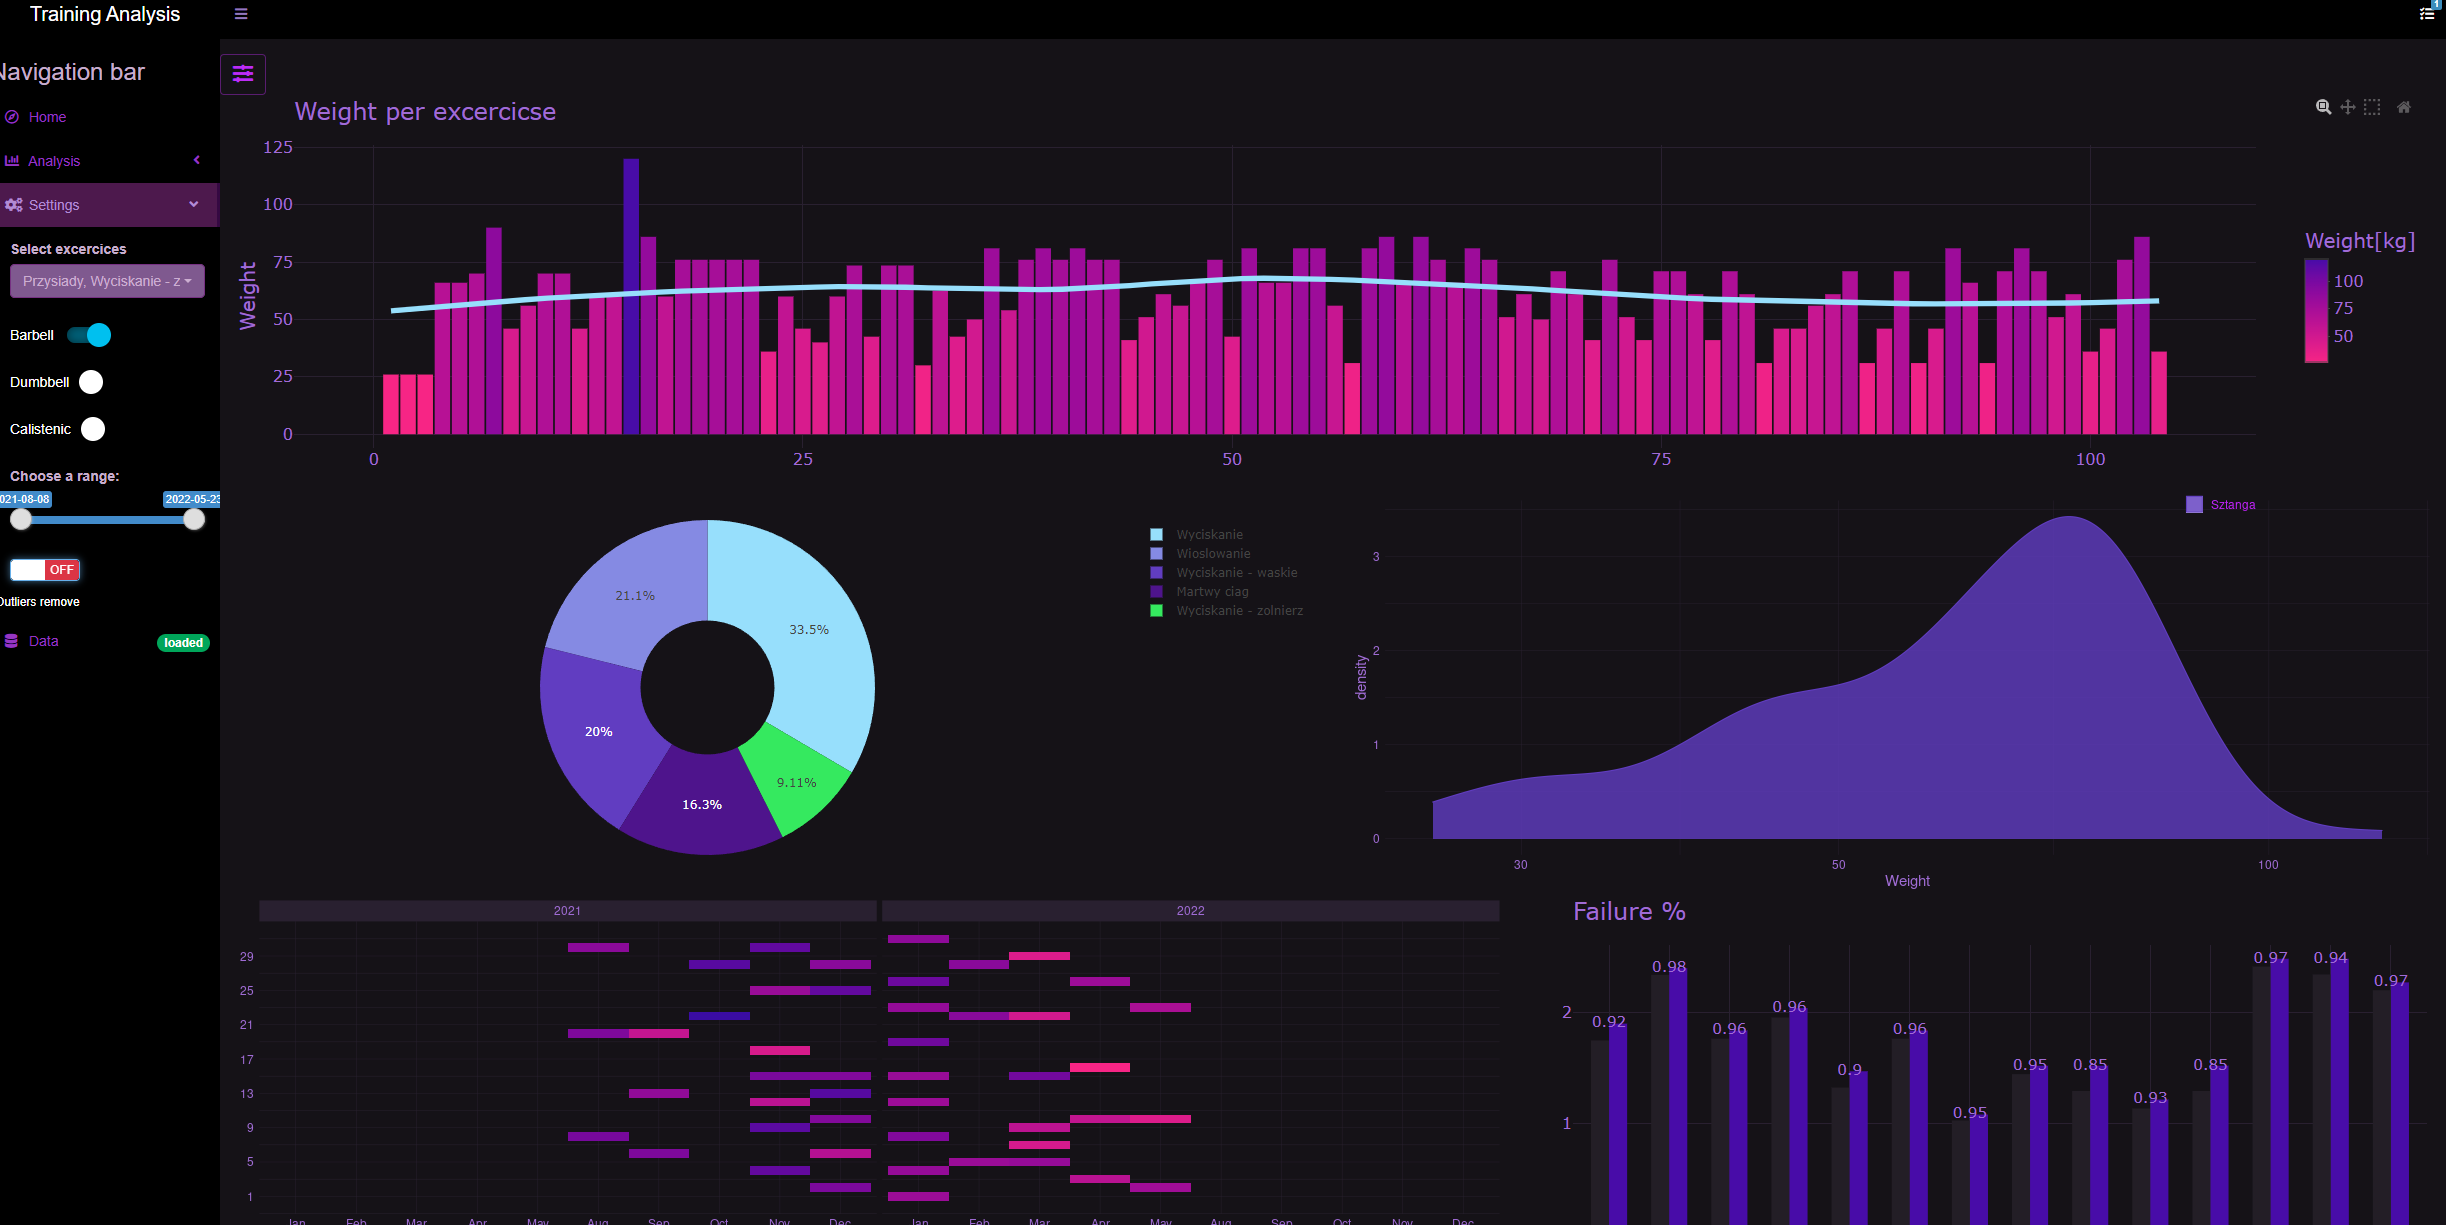 Training Analysis
1
Navigation bar
Home
Analysis
Settings
Select excercices
Przysiady, Wyciskanie - z
Barbell
Dumbbell
Calistenic
Choose a range:
021-08-08 2022-05-23
OFF
Outliers remove
Data loaded
Weight per excercicse
Weight
125
100
75
50
25
0
0 25 50 75 100
Weight[kg]
100
75
50
33.5%
21.1%
20%
16.3%
9.11%
Wyciskanie
Wioslowanie
Wyciskanie - waskie
Martwy ciag
Wyciskanie - zolnierz
Sztanga
density
3
2
1
0
30 50 100
Weight
2021 2022
29
25
21
17
13
9
5
1
Jan Feb Mar Apr May Aug Sep Oct Nov Dec Jan Feb Mar Apr May Aug Sep Oct Nov Dec
Failure %
2
1
0.92 0.98 0.96 0.96 0.9 0.96 0.95 0.95 0.85 0.93 0.85 0.97 0.94 0.97